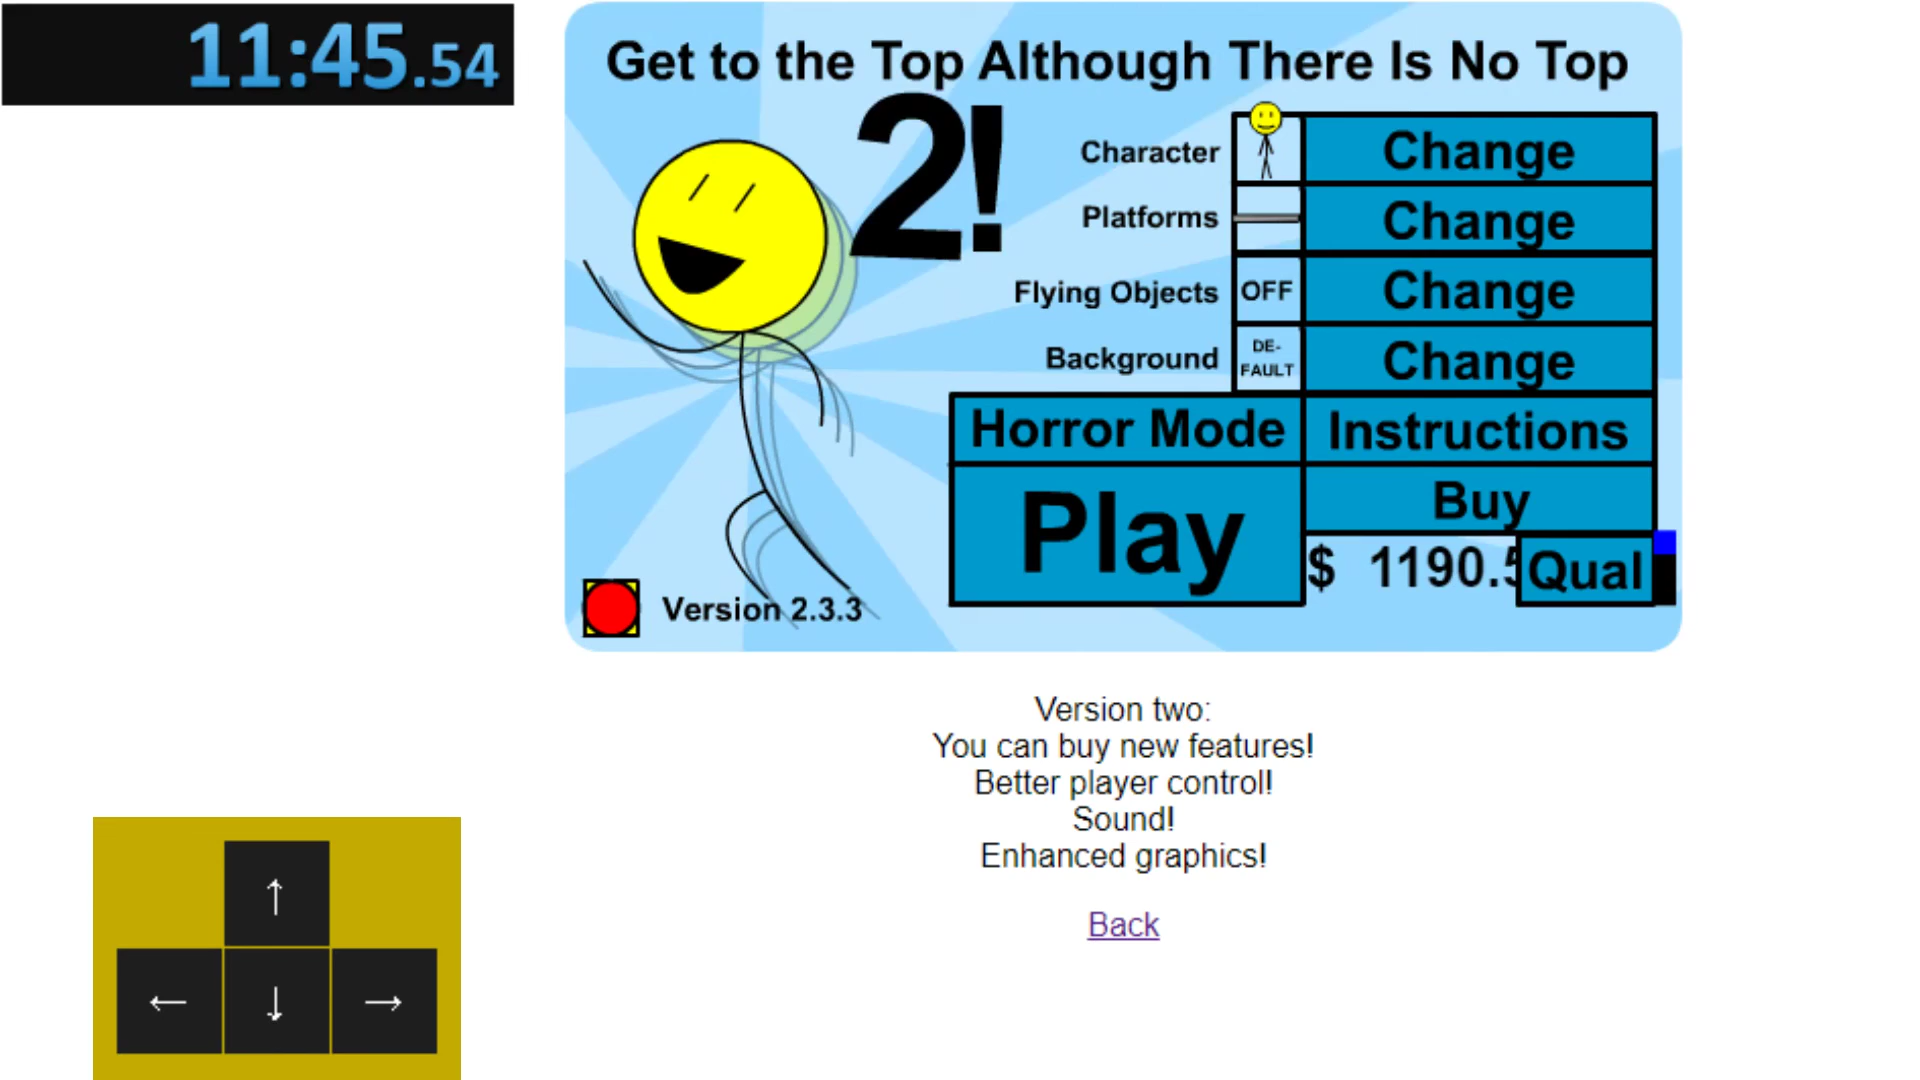 11:45.54
Get to the Top Although There Is No Top
2!
Character
Change
Platforms
Change
Flying Objects
OFF
Change
Background
DE-
FAULT
Change
Horror Mode
Instructions
Play
Buy
$ 1190.5
Qual
Version 2.3.3
Version two:
You can buy new features!
Better player control!
Sound!
Enhanced graphics!
Back
↑
← ↓ →